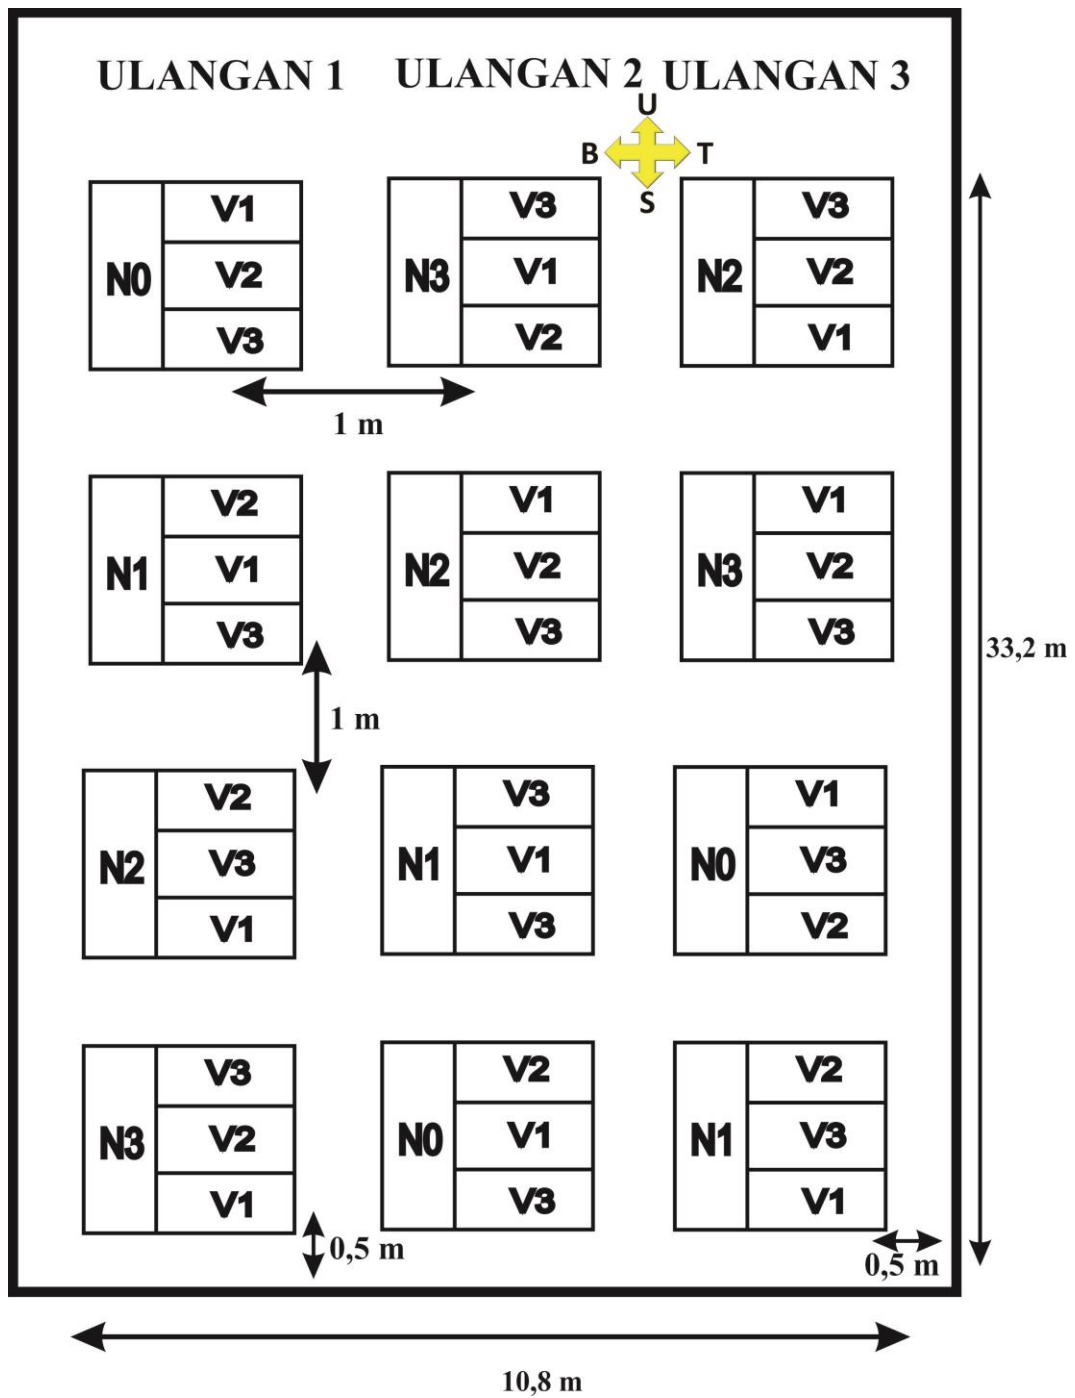 ULANGAN 1 ULANGAN 2 ULANGAN 3
U
B T
S
N0 V1 V2 V3
N3 V3 V1 V2
N2 V3 V2 V1
1 m
N1 V2 V1 V3
N2 V1 V2 V3
N3 V1 V2 V3
33,2 m
1 m
N2 V2 V3 V1
N1 V3 V1 V3
N0 V1 V3 V2
N3 V3 V2 V1
N0 V2 V1 V3
N1 V2 V3 V1
0,5 m
0,5 m
10,8 m